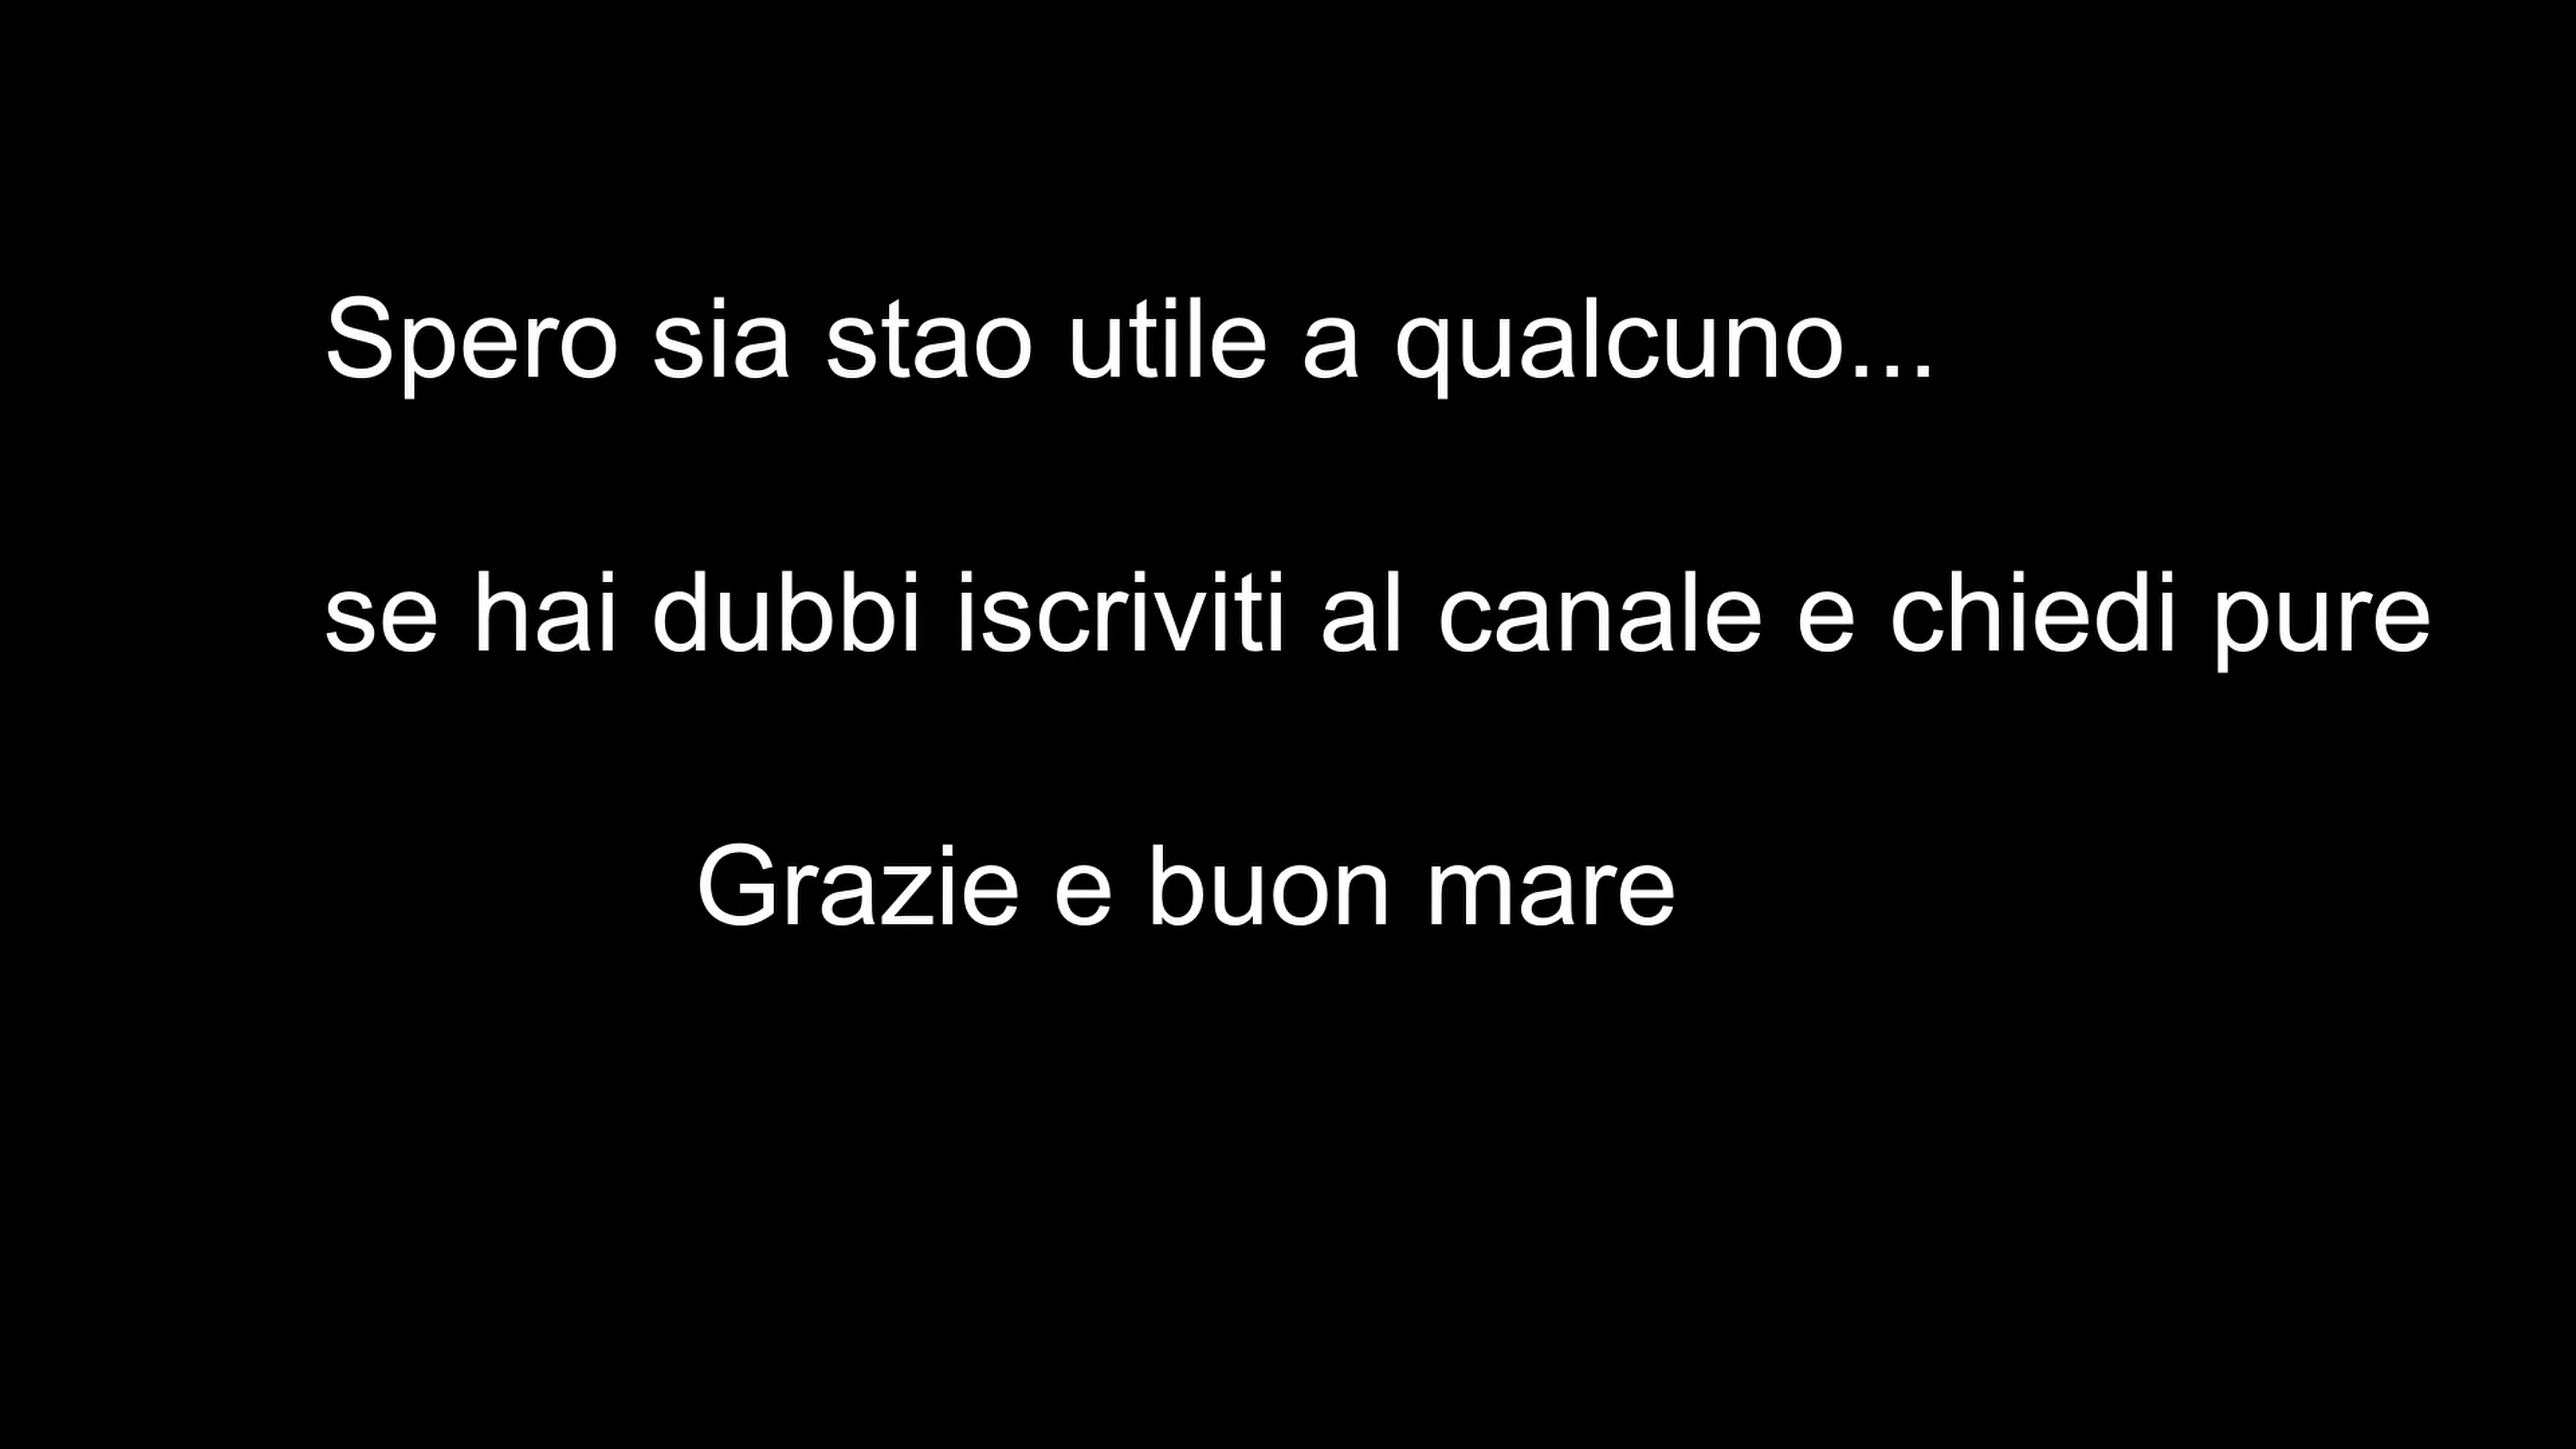 Spero sia stao utile a qualcuno...
se hai dubbi iscriviti al canale e chiedi pure
Grazie e buon mare